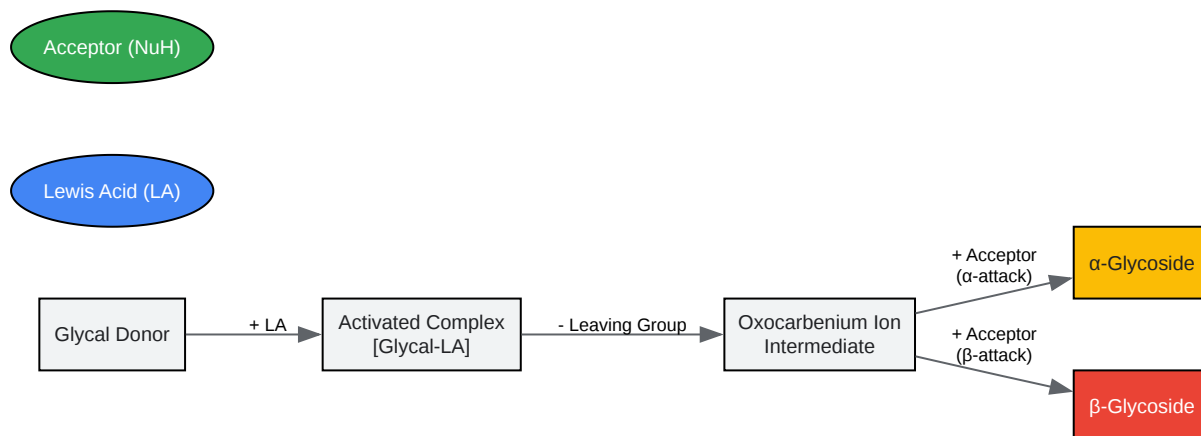 Acceptor (NuH)
Lewis Acid (LA)
Glycal Donor
+ LA
Activated Complex
[Glycal-LA]
- Leaving Group
Oxocarbenium Ion
Intermediate
+ Acceptor
(α-attack)
α-Glycoside
+ Acceptor
(β-attack)
β-Glycoside